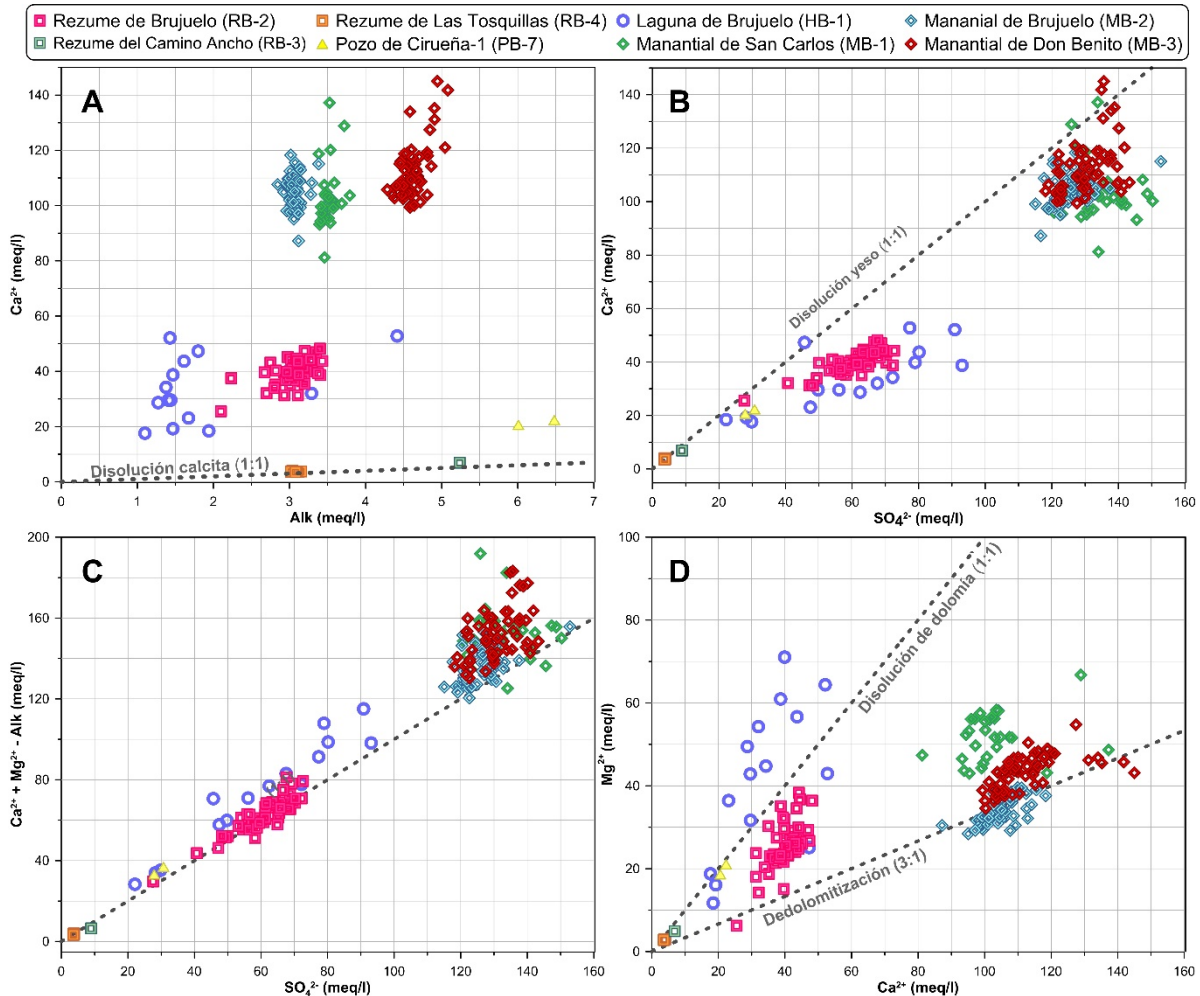 Rezume de Brujuelo (RB-2) Rezume de Las Tosquillas (RB-4) Laguna de Brujuelo (HB-1) Mananial de Brujuelo (MB-2)
Rezume del Camino Ancho (RB-3) Pozo de Cirueña-1 (PB-7) Manantial de San Carlos (MB-1) Manantial de Don Benito (MB-3)
A
Ca²⁺ (meq/l)
140
120
100
80
60
40
20
0
Disolución calcita (1:1)
0 1 2 3 4 5 6 7
Alk (meq/l)
B
Ca²⁺ (meq/l)
140
120
100
80
60
40
20
0
Disolución yeso (1:1)
0 20 40 60 80 100 120 140 160
SO₄²⁻ (meq/l)
C
Ca²⁺ + Mg²⁺ - Alk (meq/l)
200
160
120
80
40
0
0 20 40 60 80 100 120 140 160
SO₄²⁻ (meq/l)
D
Mg²⁺ (meq/l)
100
80
60
40
20
0
Disolución de dolomía (1:1)
Dedolomitización (3:1)
0 20 40 60 80 100 120 140 160
Ca²⁺ (meq/l)